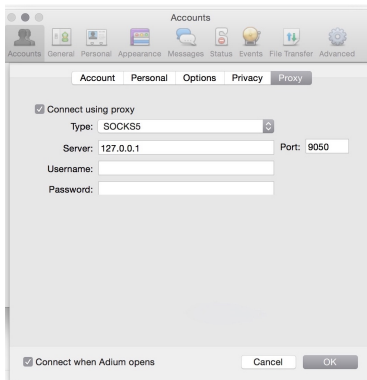 Accounts
Accounts General Personal Appearance Messages Status Events File Transfer Advanced
Account Personal Options Privacy Proxy
Connect using proxy
Type: SOCKS5
Server: 127.0.0.1 Port: 9050
Username:
Password:
Connect when Adium opens Cancel OK